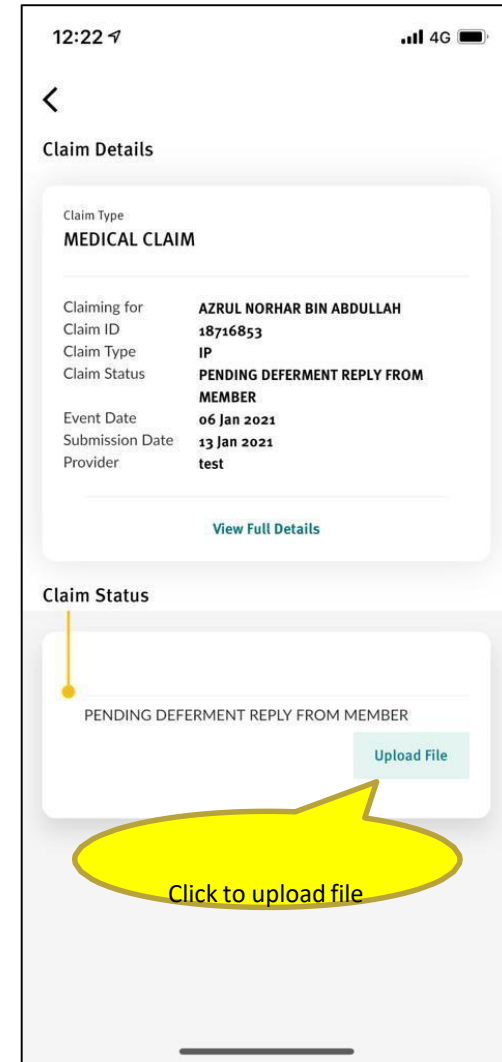 12:22 4G
Claim Details
Claim Type
MEDICAL CLAIM
Claiming for AZRUL NORHAR BIN ABDULLAH
Claim ID 18716853
Claim Type IP
Claim Status PENDING DEFERMENT REPLY FROM
MEMBER
Event Date 06 Jan 2021
Submission Date 13 Jan 2021
Provider test
View Full Details
Claim Status
PENDING DEFERMENT REPLY FROM MEMBER
Upload File
Click to upload file